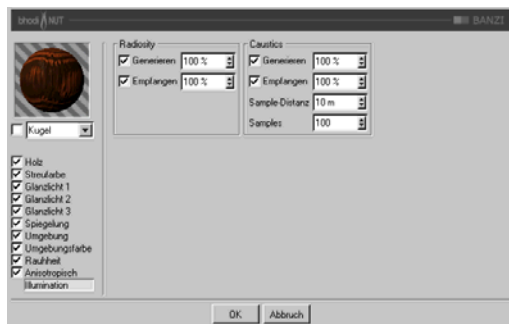 bhodi NUT
BANZI
Kugel
Holz
Streufarbe
Glanzlicht 1
Glanzlicht 2
Glanzlicht 3
Spiegelung
Umgebung
Umgebungsfarbe
Rauhheit
Anisotropisch
Illumination
Radiosity
Generieren 100 %
Empfangen 100 %
Caustics
Generieren 100 %
Empfangen 100 %
Sample-Distanz 10 m
Samples 100
OK
Abbruch